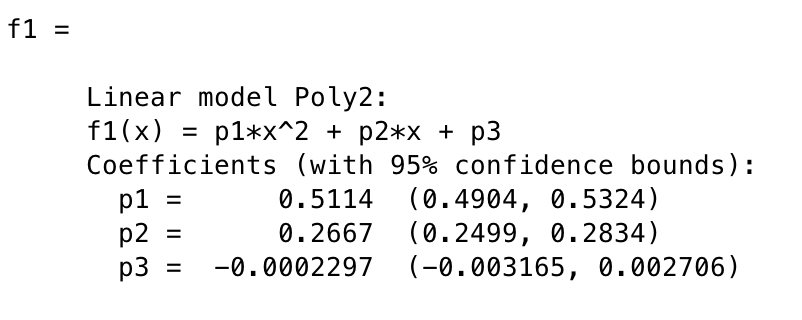 f1 =
Linear model Poly2:
f1(x) = p1*x^2 + p2*x + p3
Coefficients (with 95% confidence bounds):
p1 = 0.5114 (0.4904, 0.5324)
p2 = 0.2667 (0.2499, 0.2834)
p3 = -0.0002297 (-0.003165, 0.002706)